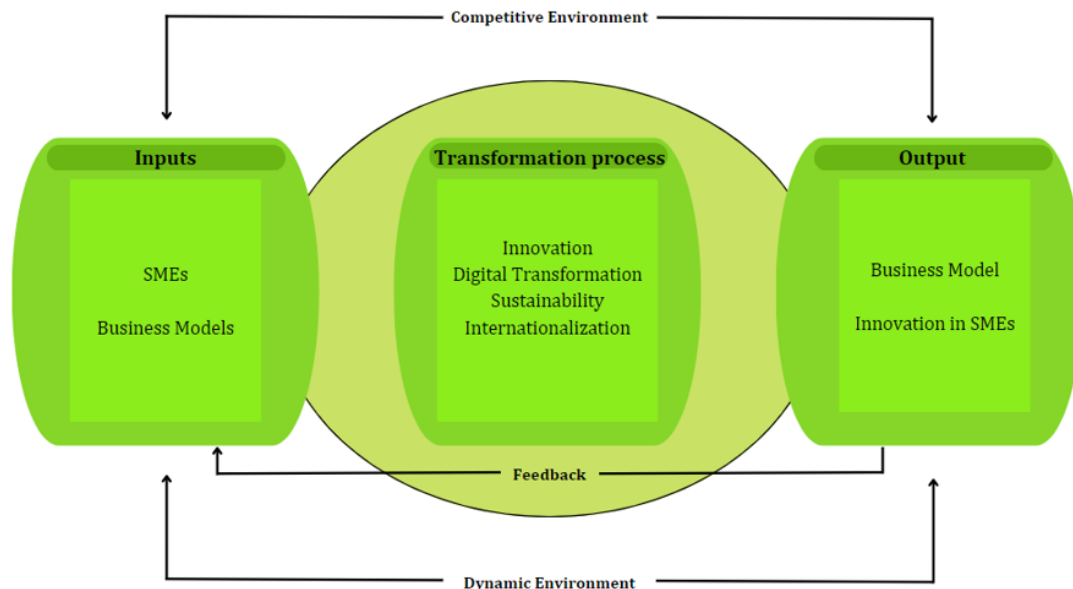 Competitive Environment
Inputs
SMEs
Business Models
Transformation process
Innovation
Digital Transformation
Sustainability
Internationalization
Output
Business Model
Innovation in SMEs
Feedback
Dynamic Environment